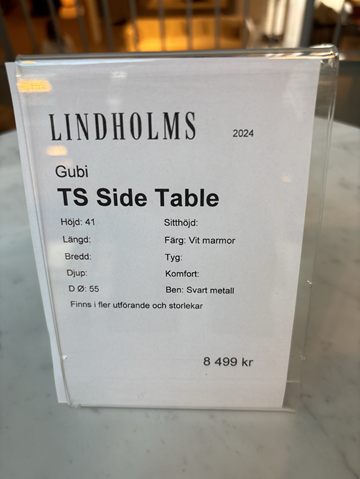 LINDHOLMS 2024
Gubi
TS Side Table
Höjd: 41 Sitthöjd:
Längd: Färg: Vit marmor
Bredd: Tyg:
Djup: Komfort:
D Ø: 55 Ben: Svart metall
Finns i fler utförande och storlekar
8 499 kr